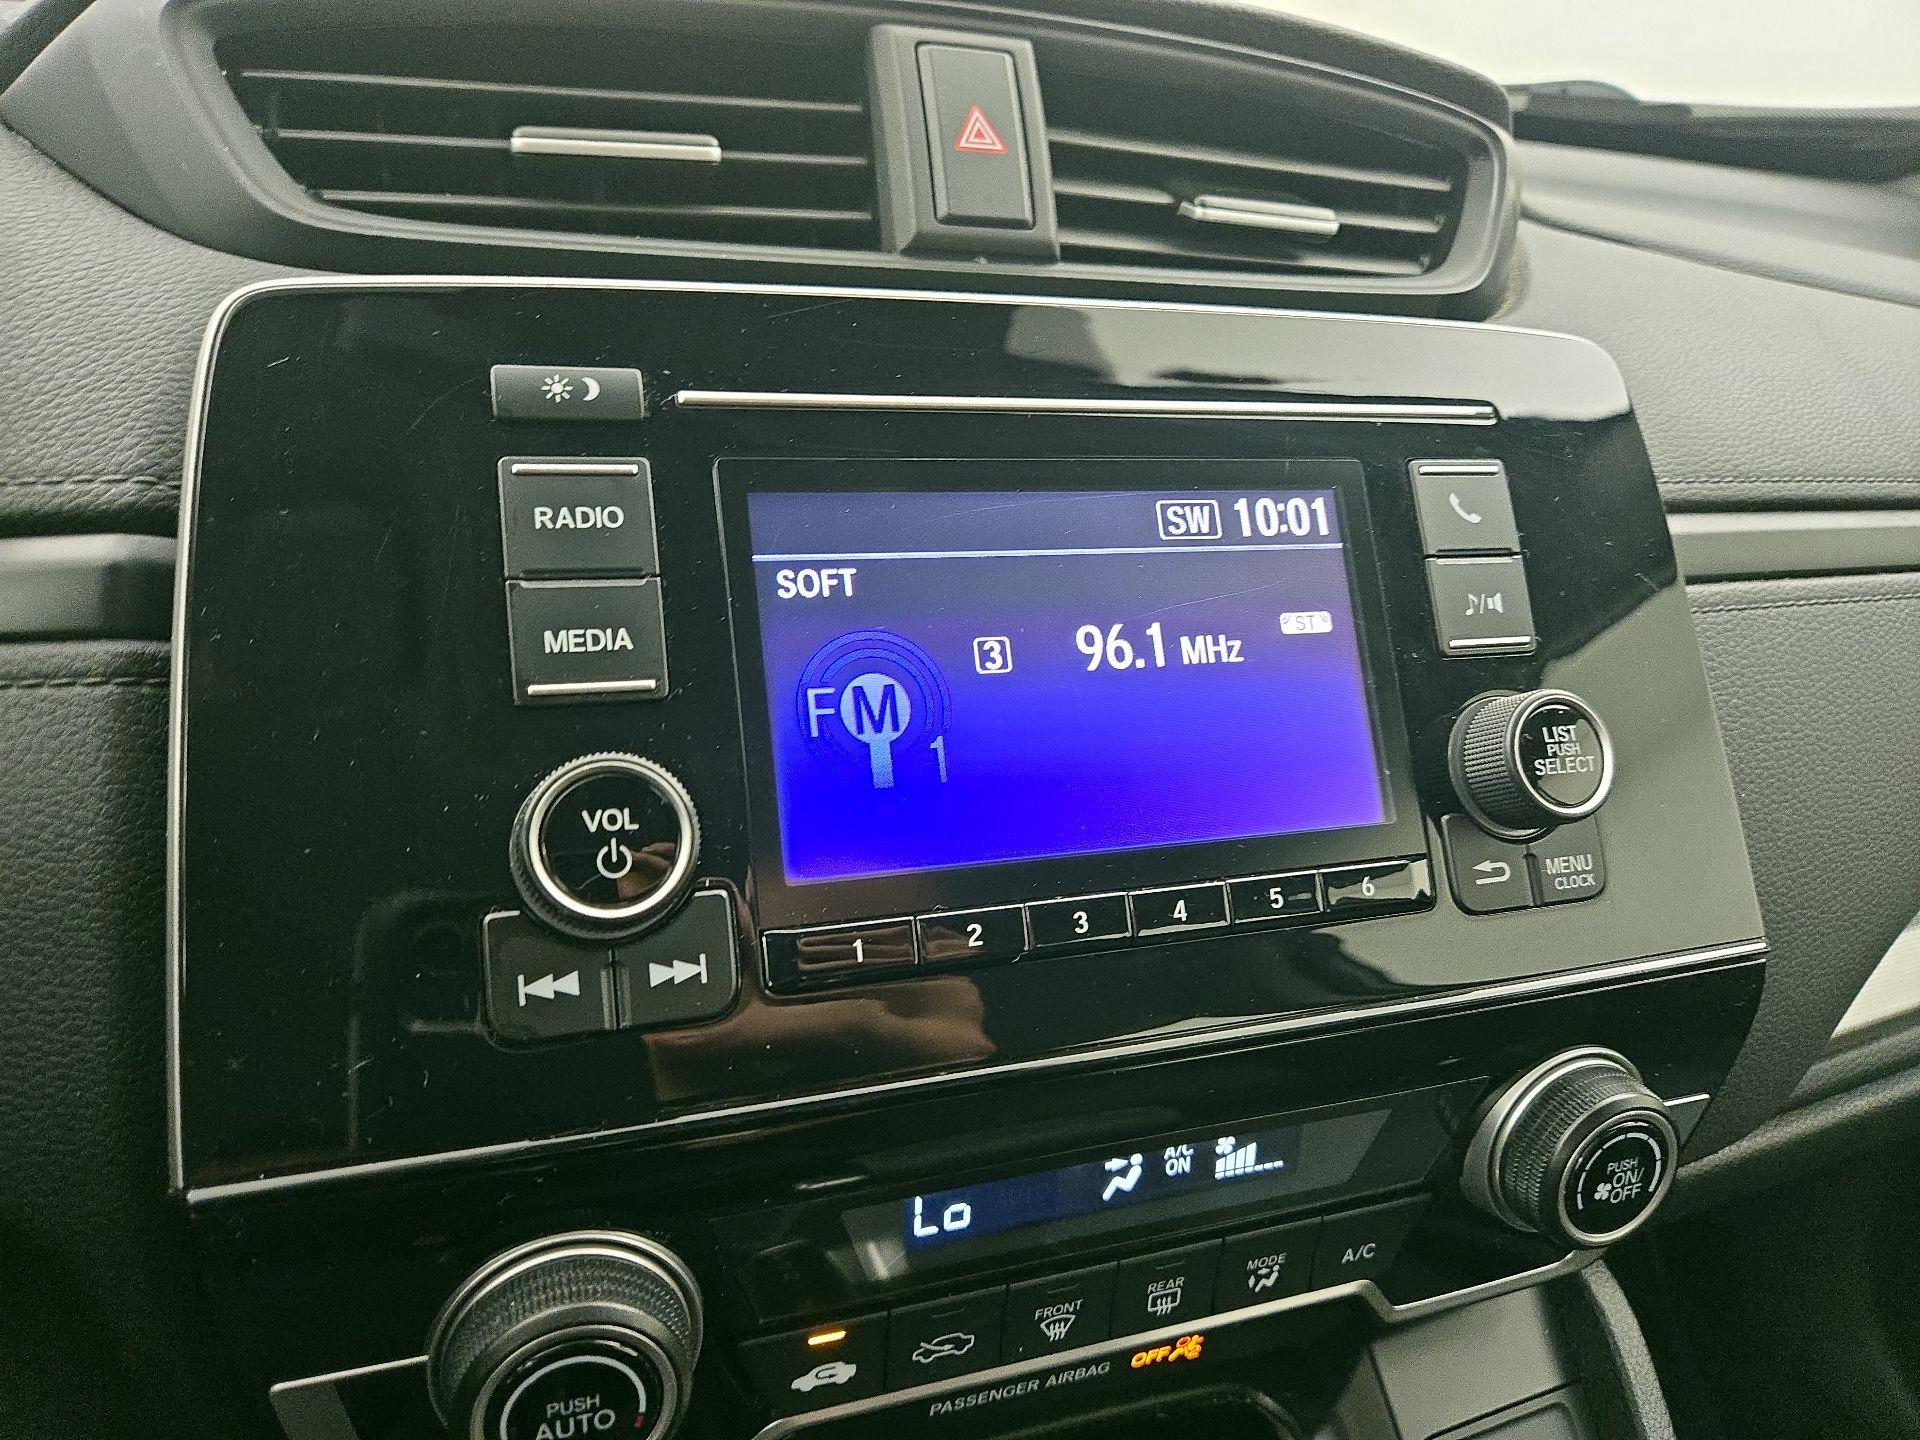 RADIO
MEDIA
VOL
SW 10:01
SOFT
3 96.1 MHz ST
FM
1
LIST
PUSH
SELECT
MENU
CLOCK
1 2 3 4 5 6
Lo
A/C
ON
PUSH
ON/
OFF
FRONT
REAR
MODE
A/C
PASSENGER AIRBAG OFF
PUSH
AUTO